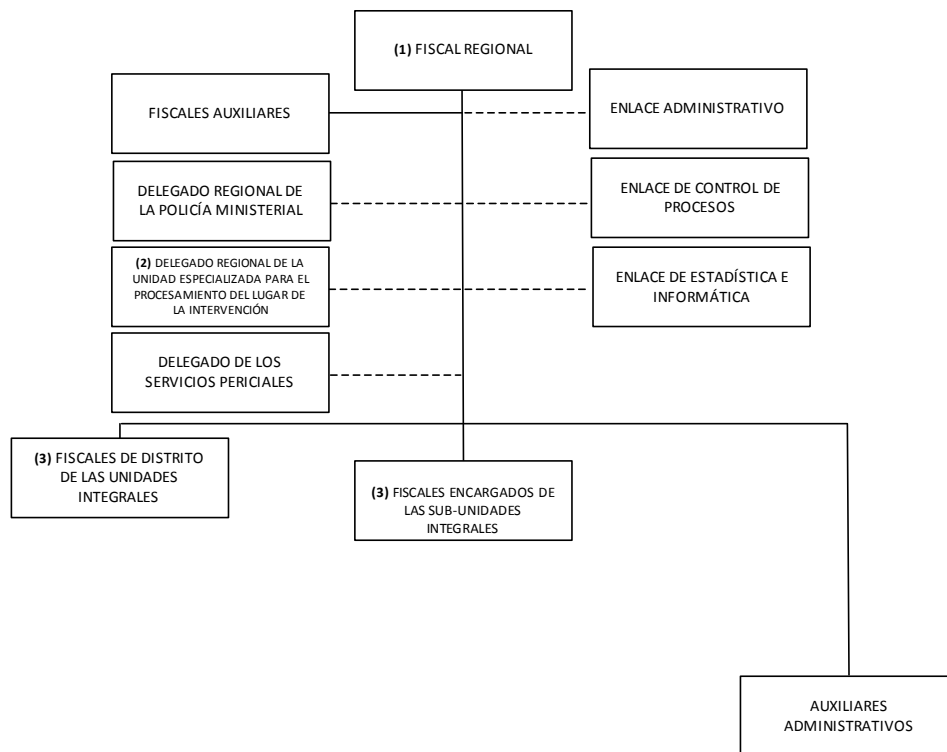 (1) FISCAL REGIONAL
FISCALES AUXILIARES
ENLACE ADMINISTRATIVO
DELEGADO REGIONAL DE
LA POLICÍA MINISTERIAL
ENLACE DE CONTROL DE
PROCESOS
(2) DELEGADO REGIONAL DE LA
UNIDAD ESPECIALIZADA PARA EL
PROCESAMIENTO DEL LUGAR DE
LA INTERVENCIÓN
ENLACE DE ESTADÍSTICA E
INFORMÁTICA
DELEGADO DE LOS
SERVICIOS PERICIALES
(3) FISCALES DE DISTRITO
DE LAS UNIDADES
INTEGRALES
(3) FISCALES ENCARGADOS DE
LAS SUB-UNIDADES
INTEGRALES
AUXILIARES
ADMINISTRATIVOS